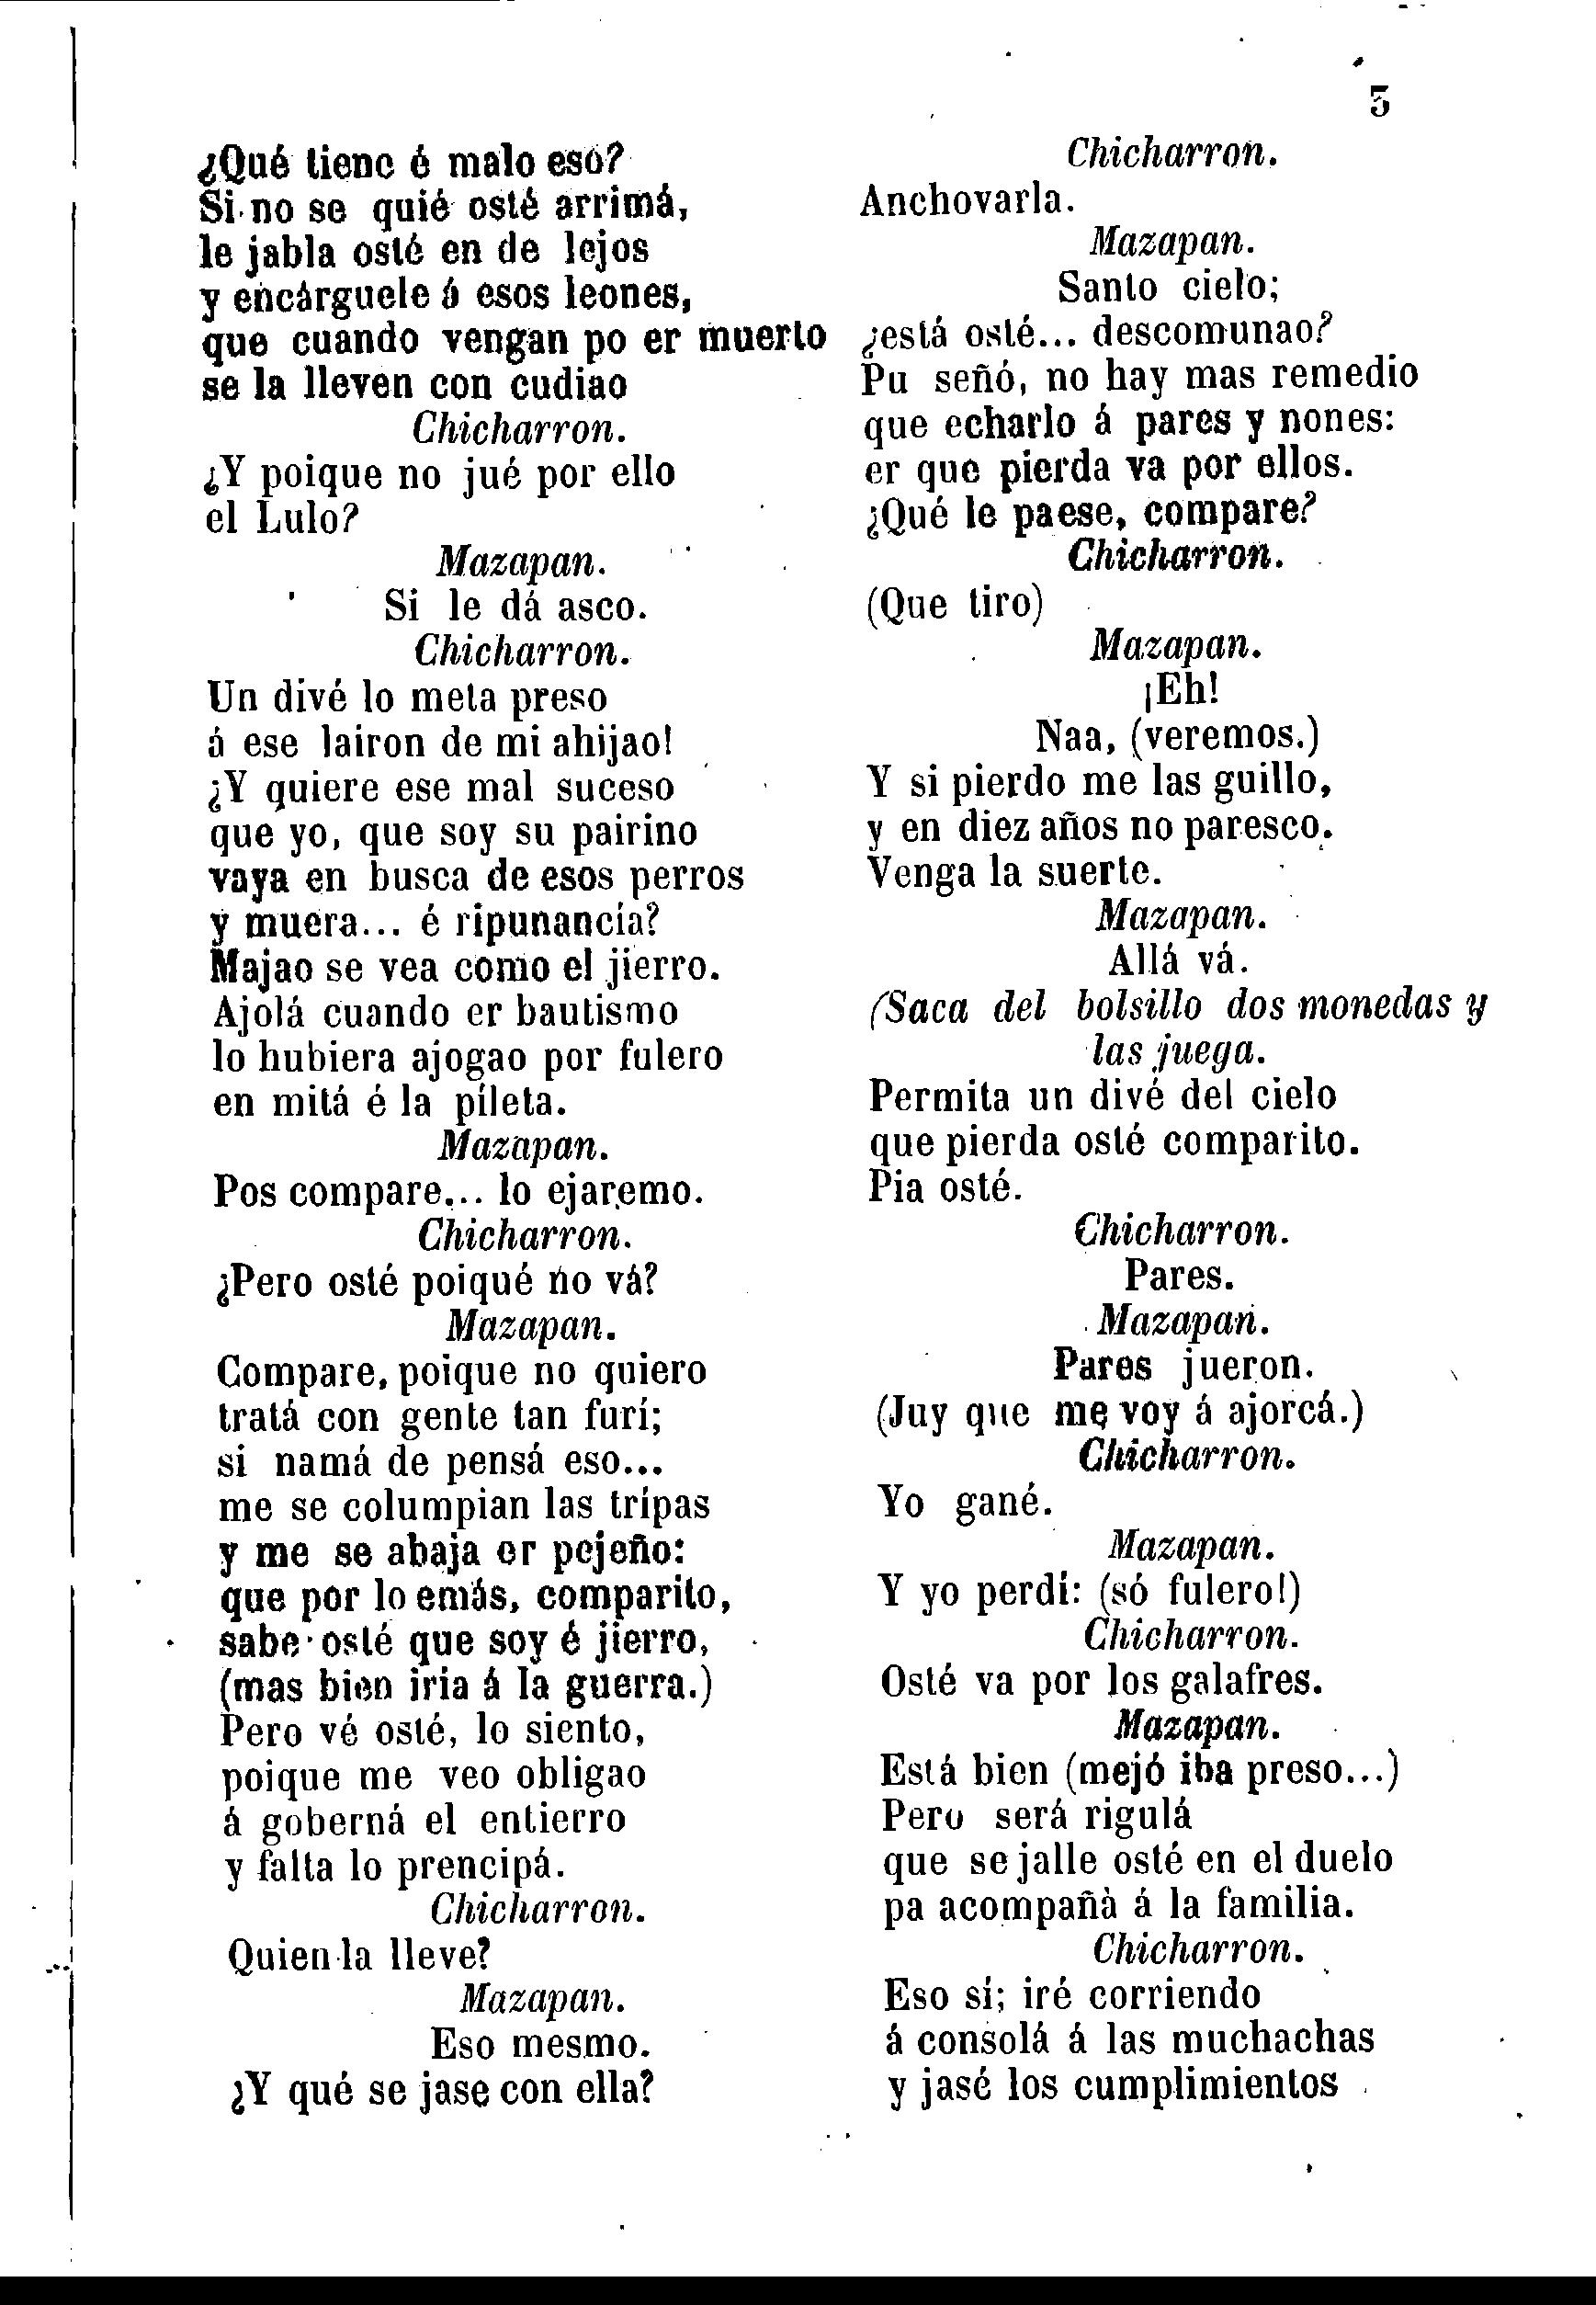 3
¿Qué tiene é malo eso?
Si no se quié osté arrimá,
le jabla osté en de lejos
y encárguele á esos leones,
que cuando vengan po er muerto
se la lleven con cudiao
Chicharron.
¿Y poique no jué por ello
el Lulo?
Mazapan.
Si le dá asco.
Chicharron.
Un divé lo meta preso
á ese lairon de mi ahijao!
¿Y quiere ese mal suceso
que yo, que soy su pairino
vaya en busca de esos perros
y muera... é ripunancía?
Majao se vea como el jierro.
Ajolá cuando er bautismo
lo hubiera ajogao por fulero
en mitá é la píleta.
Mazapan.
Pos compare... lo ejaremo.
Chicharron.
¿Pero osté poiqué no vá?
Mazapan.
Compare, poique no quiero
tratá con gente tan furí;
si namá de pensá eso...
me se columpian las trípas
y me se abaja er pejeño:
que por lo emás, comparito,
sabe osté que soy é jierro,
(mas bien iria á la guerra.)
Pero vé osté, lo siento,
poique me veo obligao
á goberná el entierro
y falta lo prencipá.
Chicharron.
Quien la lleve?
Mazapan.
Eso mesmo.
¿Y qué se jase con ella?
Chicharron.
Anchovarla.
Mazapan.
Santo cielo;
¿está osté... descomunao?
Pu señó, no hay mas remedio
que echarlo á pares y nones:
er que pierda va por ellos.
¿Qué le paese, compare?
Chicharron.
(Que tiro)
Mazapan.
¡Eh!
Naa, (veremos.)
Y si pierdo me las guillo,
y en diez años no paresco.
Venga la suerte.
Mazapan.
Allá vá.
(Saca del bolsillo dos monedas y
las juega.
Permita un divé del cielo
que pierda osté comparito.
Pia osté.
Chicharron.
Pares.
Mazapan.
Pares jueron.
(Juy que me voy á ajorcá.)
Chicharron.
Yo gané.
Mazapan.
Y yo perdí: (só fulero!)
Chicharron.
Osté va por los galafres.
Mazapan.
Está bien (mejó iba preso...)
Pero será rigulá
que se jalle osté en el duelo
pa acompañà á la familia.
Chicharron.
Eso sí; iré corriendo
á consolá á las muchachas
y jasé los cumplimientos